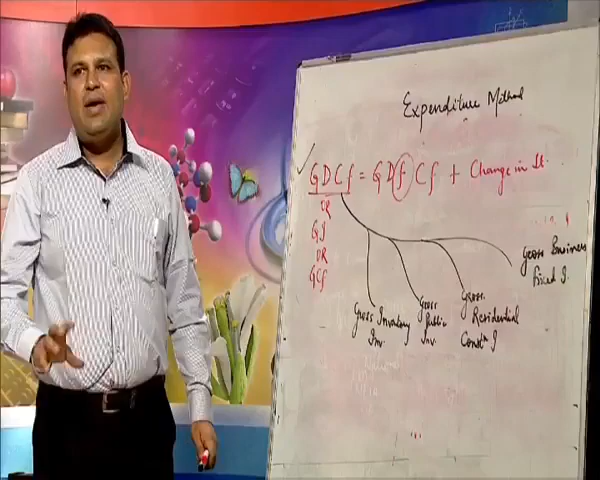 Expenditure Method
GDCf = GDfCf + Change in St.
OR
GI
OR
GCf
Gross Inventory
Inv.
Gross
Public
Inv.
Gross
Residential
Constn I
Gross Business
Fixed I.